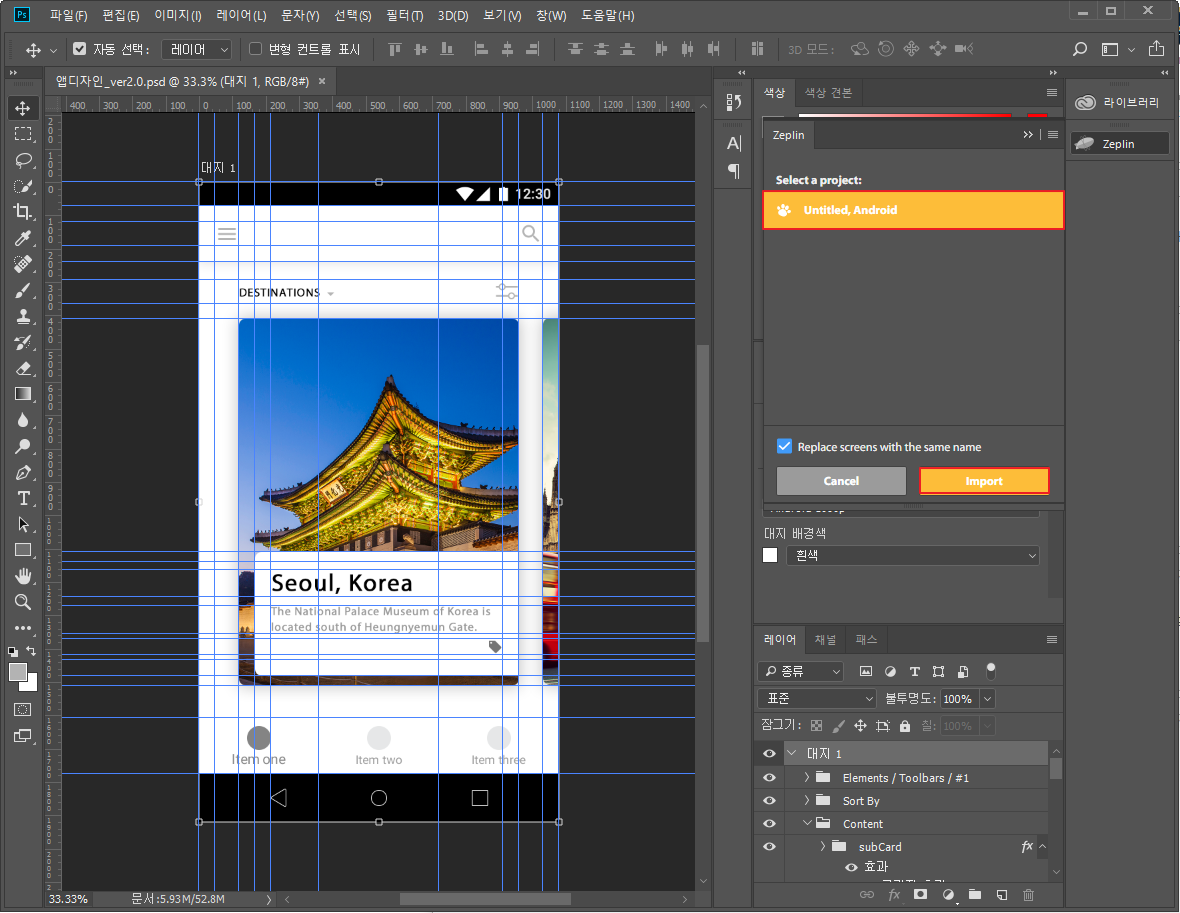 Ps 파일(F) 편집(E) 이미지(I) 레이어(L) 문자(Y) 선택(S) 필터(T) 3D(D) 보기(V) 창(W) 도움말(H)
자동 선택: 레이어 변형 컨트롤 표시 3D 모드:
앱디자인_ver2.0.psd @ 33.3% (대지 1, RGB/8#) ×
400 300 200 100 0 100 200 300 400 500 600 700 800 900 1000 1100 1200 1300 1400
대지 1
12:30
DESTINATIONS
Seoul, Korea
The National Palace Museum of Korea is
located south of Heungnyemun Gate.
Item one Item two Item three
33.33% 문서:5.93M/52.8M
색상 색상 견본
Zeplin
Select a project:
Untitled, Android
Replace screens with the same name
Cancel Import
대지 배경색
흰색
라이브러리
Zeplin
레이어 채널 패스
종류
표준 불투명도: 100%
잠그기: 칠: 100%
대지 1
Elements / Toolbars / #1
Sort By
Content
subCard fx
효과